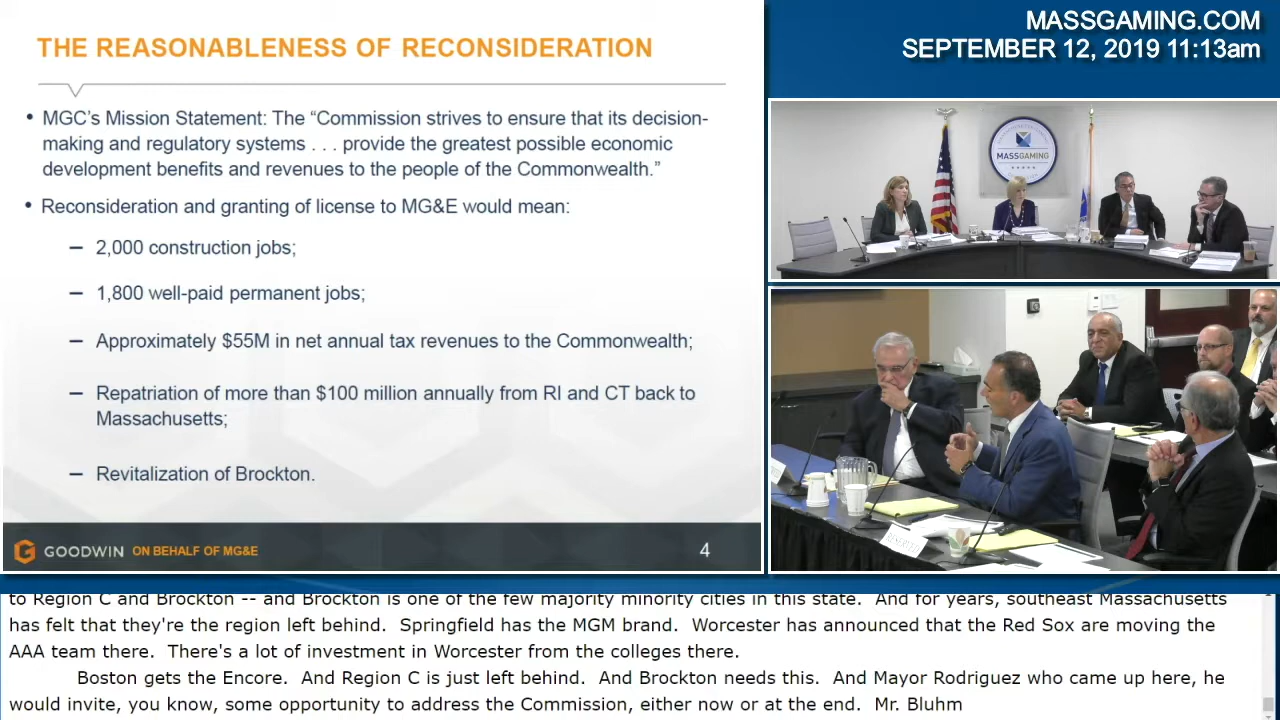 THE REASONABLENESS OF RECONSIDERATION
• MGC's Mission Statement: The “Commission strives to ensure that its decision-
making and regulatory systems . . . provide the greatest possible economic
development benefits and revenues to the people of the Commonwealth.”
• Reconsideration and granting of license to MG&E would mean:
– 2,000 construction jobs;
– 1,800 well-paid permanent jobs;
– Approximately $55M in net annual tax revenues to the Commonwealth;
– Repatriation of more than $100 million annually from RI and CT back to
Massachusetts;
– Revitalization of Brockton.
GOODWIN ON BEHALF OF MG&E
4
MASSGAMING.COM
SEPTEMBER 12, 2019 11:13am
MASSGAMING
RESERVED
to Region C and Brockton -- and Brockton is one of the few majority minority cities in this state.  And for years, southeast Massachusetts
has felt that they're the region left behind.  Springfield has the MGM brand.  Worcester has announced that the Red Sox are moving the
AAA team there.  There's a lot of investment in Worcester from the colleges there.
Boston gets the Encore.  And Region C is just left behind.  And Brockton needs this.  And Mayor Rodriguez who came up here, he
would invite, you know, some opportunity to address the Commission, either now or at the end.  Mr. Bluhm